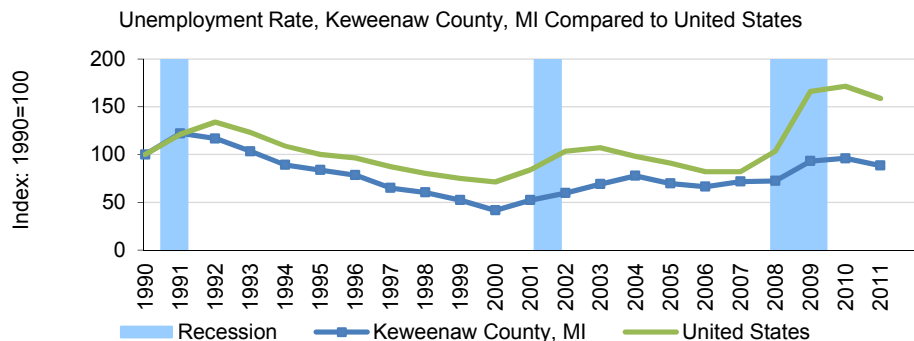 Unemployment Rate, Keweenaw County, MI Compared to United States
Index: 1990=100
200
150
100
50
0
1990 1991 1992 1993 1994 1995 1996 1997 1998 1999 2000 2001 2002 2003 2004 2005 2006 2007 2008 2009 2010 2011
Recession Keweenaw County, MI United States